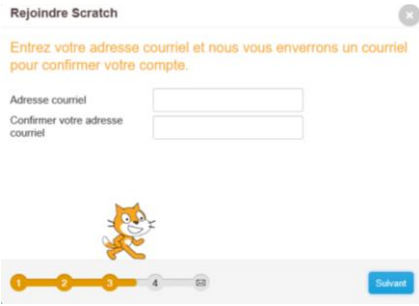 Rejoindre Scratch
Entrez votre adresse courriel et nous vous enverrons un courriel
pour confirmer votre compte.
Adresse courriel
Confirmer votre adresse
courriel
1 2 3 4
Suivant